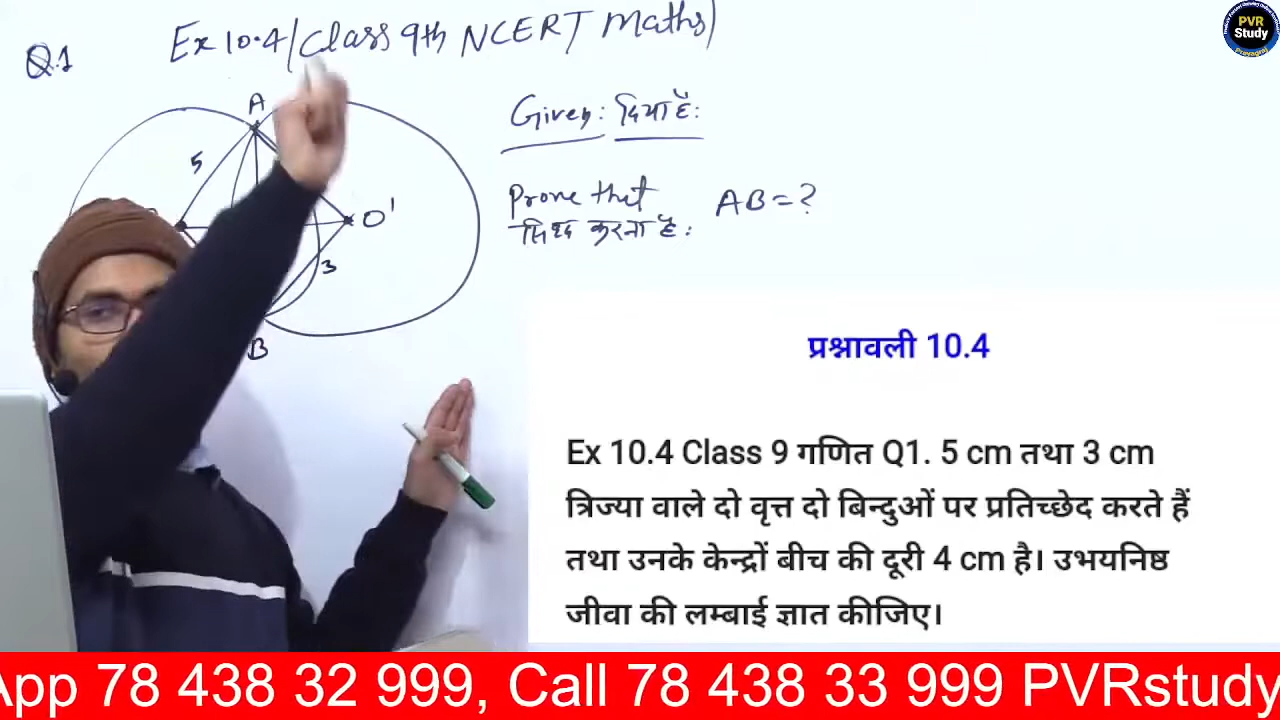 Q.1
Ex 10.4 (Class 9th NCERT Maths)
PVR
Study
Prayagraj
A
5
O'
3
B
Given: दिया है:
Prove that
सिद्ध करना है:
AB = ?
प्रश्नावली 10.4
Ex 10.4 Class 9 गणित Q1. 5 cm तथा 3 cm
त्रिज्या वाले दो वृत्त दो बिन्दुओं पर प्रतिच्छेद करते हैं
तथा उनके केन्द्रों बीच की दूरी 4 cm है। उभयनिष्ठ
जीवा की लम्बाई ज्ञात कीजिए।
App 78 438 32 999, Call 78 438 33 999 PVRstudy